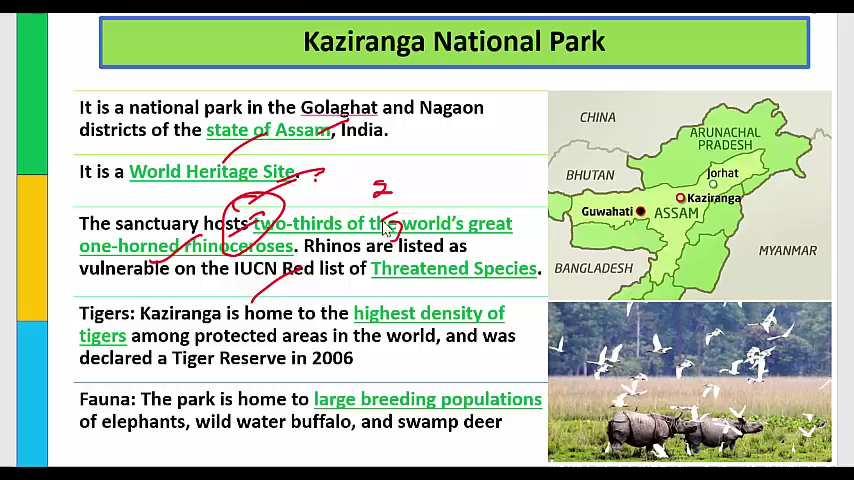 Kaziranga National Park
It is a national park in the Golaghat and Nagaon
districts of the state of Assam, India.
It is a World Heritage Site.
?
2
3
The sanctuary hosts two-thirds of the world's great
one-horned rhinoceroses. Rhinos are listed as
vulnerable on the IUCN Red list of Threatened Species.
Tigers: Kaziranga is home to the highest density of
tigers among protected areas in the world, and was
declared a Tiger Reserve in 2006
Fauna: The park is home to large breeding populations
of elephants, wild water buffalo, and swamp deer
CHINA
ARUNACHAL
PRADESH
BHUTAN
Jorhat
Kaziranga
Guwahati
ASSAM
MYANMAR
BANGLADESH